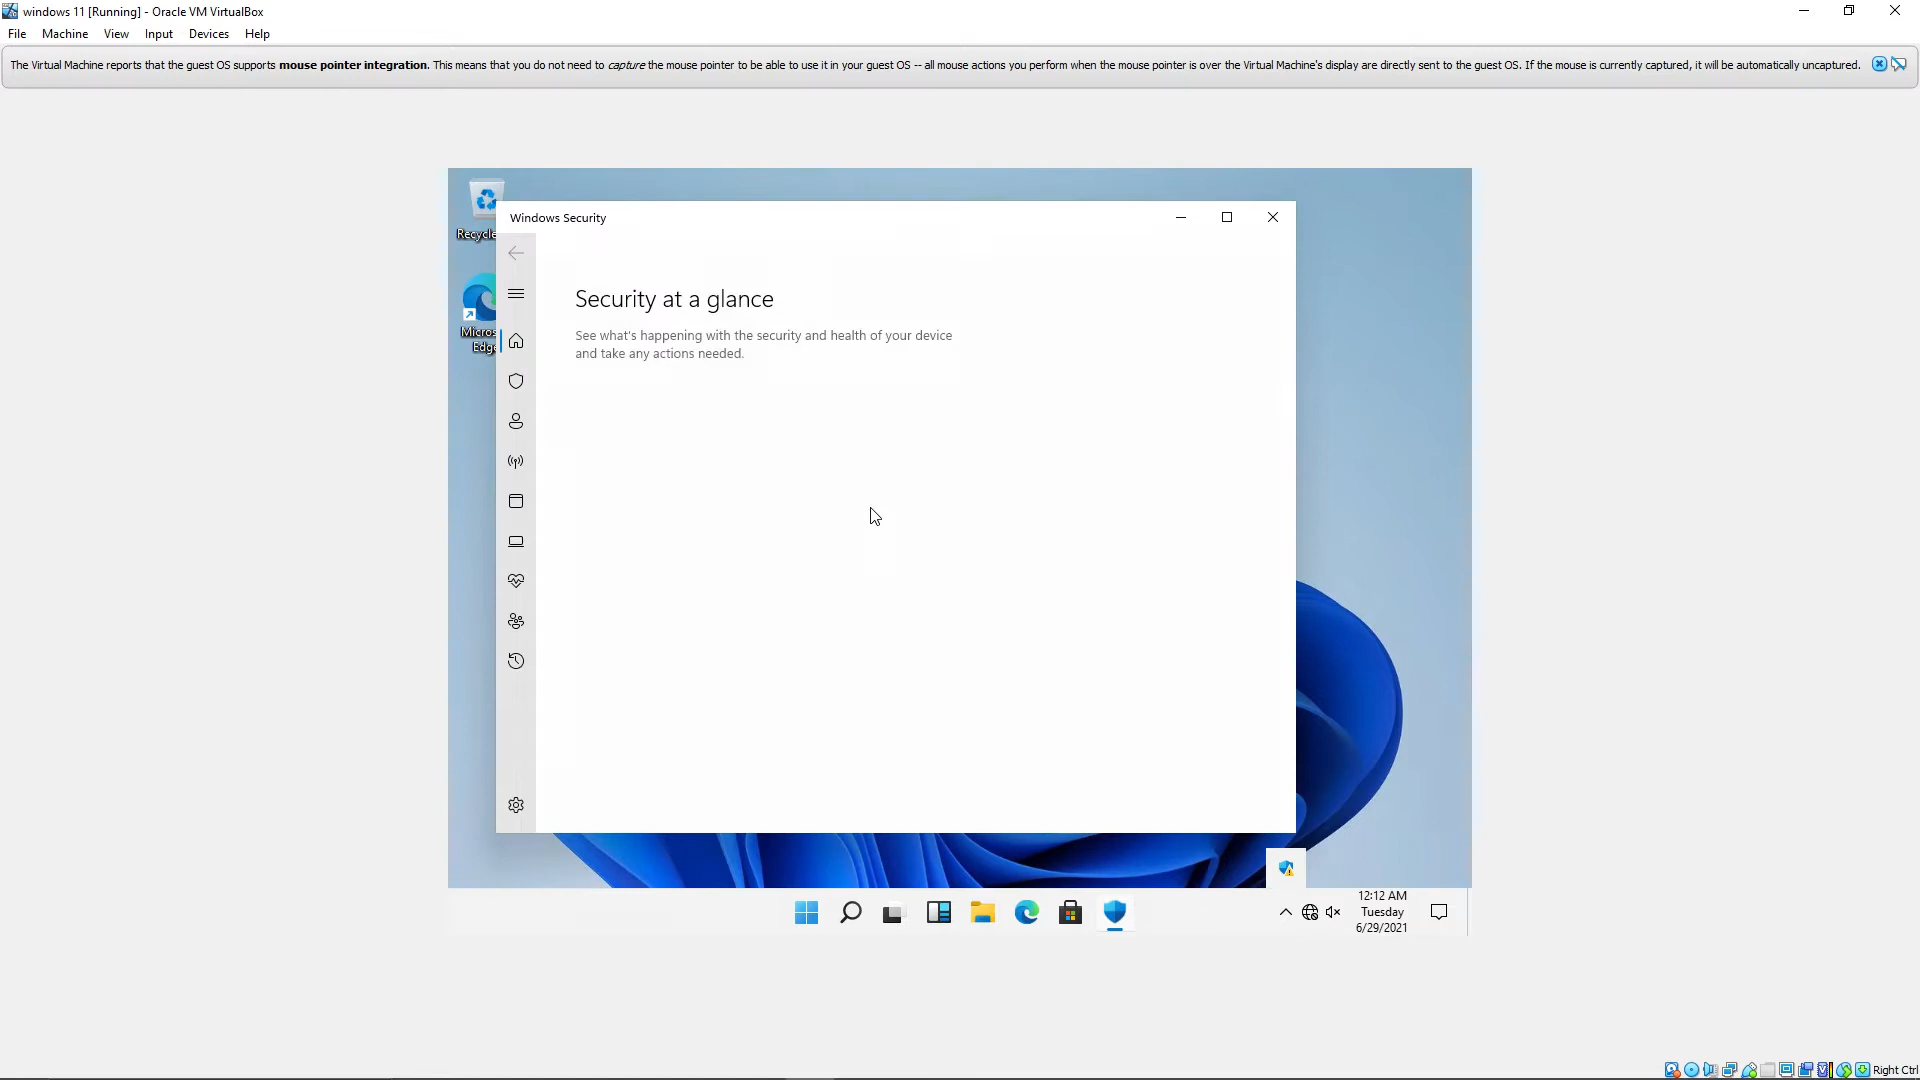 windows 11 [Running] - Oracle VM VirtualBox
File Machine View Input Devices Help
The Virtual Machine reports that the guest OS supports mouse pointer integration. This means that you do not need to capture the mouse pointer to be able to use it in your guest OS -- all mouse actions you perform when the mouse pointer is over the Virtual Machine's display are directly sent to the guest OS. If the mouse is currently captured, it will be automatically uncaptured.
Windows Security
Recycle
Micros
Edge
Security at a glance
See what's happening with the security and health of your device
and take any actions needed.
12:12 AM
Tuesday
6/29/2021
Right Ctrl